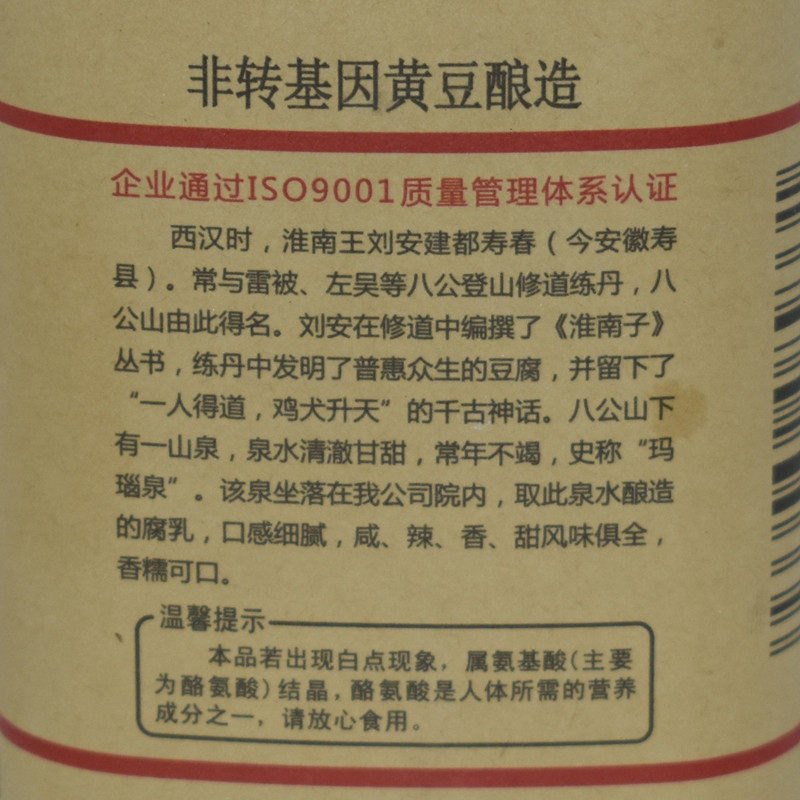 非转基因黄豆酿造
企业通过ISO9001质量管理体系认证
西汉时，淮南王刘安建都寿春（今安徽寿
县）。常与雷被、左吴等八公登山修道练丹，八
公山由此得名。刘安在修道中编撰了《淮南子》
丛书，练丹中发明了普惠众生的豆腐，并留下了
“一人得道，鸡犬升天”的千古神话。八公山下
有一山泉，泉水清澈甘甜，常年不竭，史称“玛
瑙泉”。该泉坐落在我公司院内，取此泉水酿造
的腐乳，口感细腻，咸、辣、香、甜风味俱全，
香糯可口。
温馨提示
本品若出现白点现象，属氨基酸（主要
为酪氨酸）结晶，酪氨酸是人体所需的营养
成分之一，请放心食用。